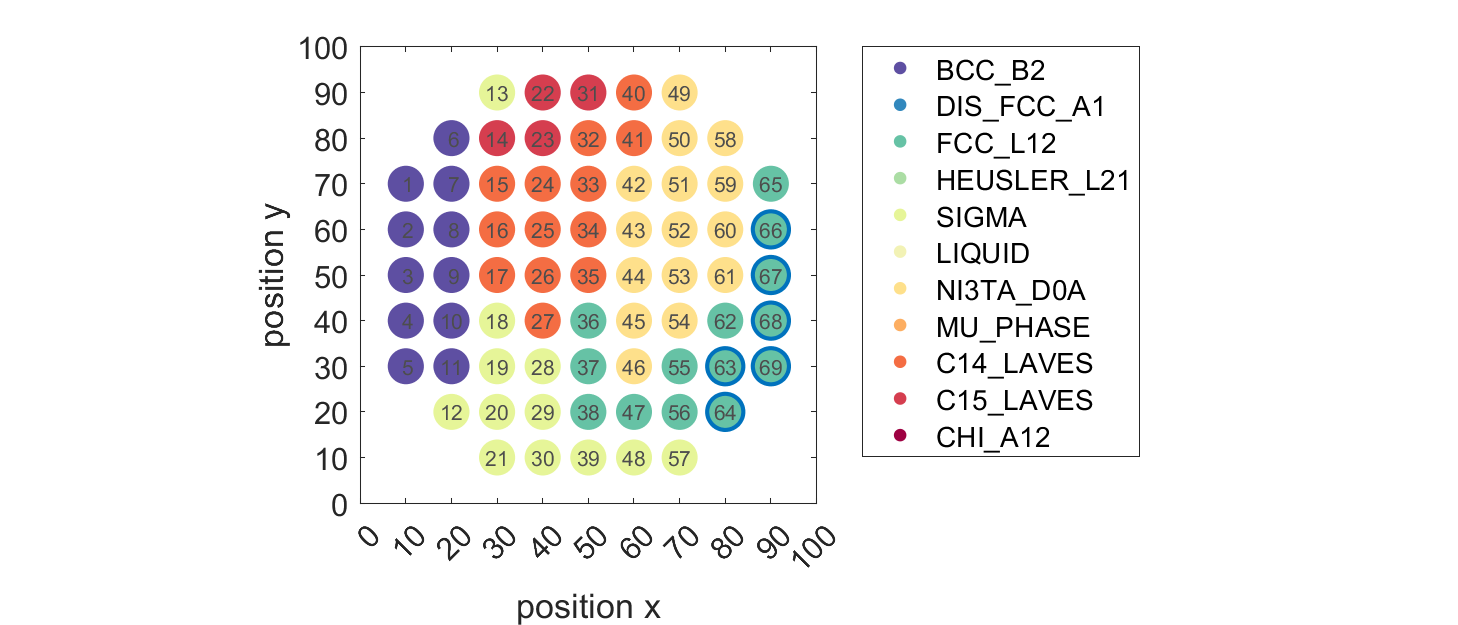 100
90
80
70
60
50
40
30
20
10
0
position y
13 22 31 40 49
6 14 23 32 41 50 58
1 7 15 24 33 42 51 59 65
2 8 16 25 34 43 52 60 66
3 9 17 26 35 44 53 61 67
4 10 18 27 36 45 54 62 68
5 11 19 28 37 46 55 63 69
12 20 29 38 47 56 64
21 30 39 48 57
0 10 20 30 40 50 60 70 80 90 100
position x
BCC_B2
DIS_FCC_A1
FCC_L12
HEUSLER_L21
SIGMA
LIQUID
NI3TA_D0A
MU_PHASE
C14_LAVES
C15_LAVES
CHI_A12